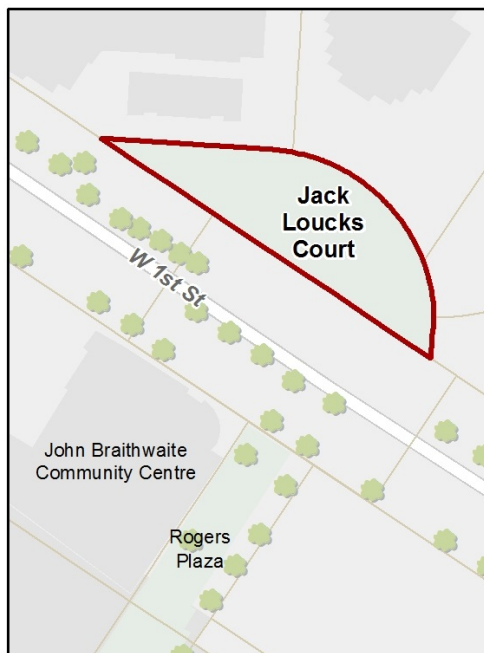 Jack
Loucks
Court
W 1st St
John Braithwaite
Community Centre
Rogers
Plaza